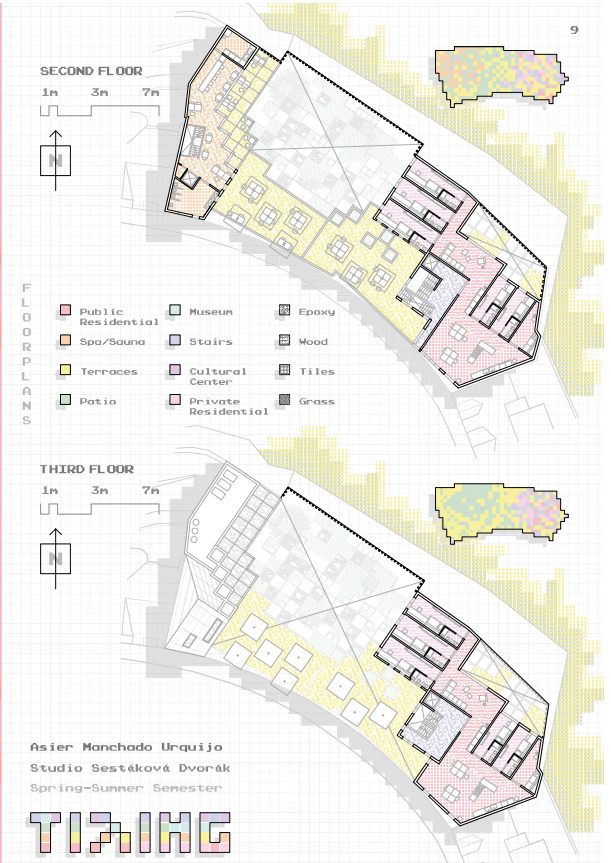 9
SECOND FLOOR
1m 3m 7m
N
FLOORPLANS
Public
Residential
Spa/Sauna
Terraces
Patio
Museum
Stairs
Cultural
Center
Private
Residential
Epoxy
Wood
Tiles
Grass
THIRD FLOOR
1m 3m 7m
N
Asier Manchado Urquijo
Studio Sestáková Dvorák
Spring-Summer Semester